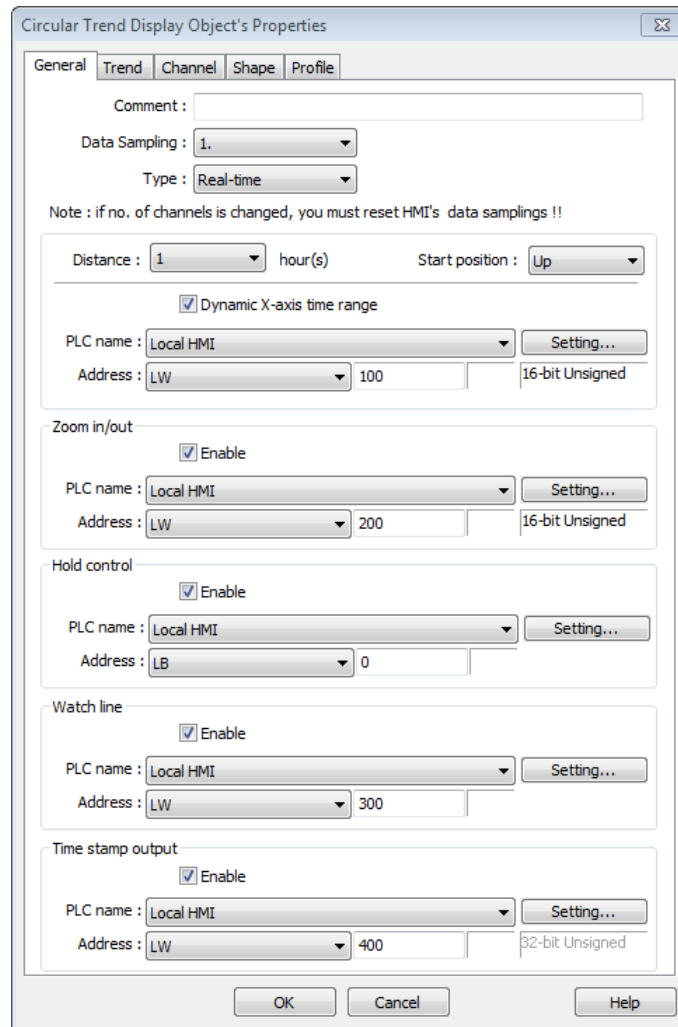 Circular Trend Display Object's Properties
General Trend Channel Shape Profile
Comment :
Data Sampling : 1.
Type : Real-time
Note : if no. of channels is changed, you must reset HMI's data samplings !!
Distance : 1 hour(s) Start position : Up
Dynamic X-axis time range
PLC name : Local HMI Setting...
Address : LW 100 16-bit Unsigned
Zoom in/out
Enable
PLC name : Local HMI Setting...
Address : LW 200 16-bit Unsigned
Hold control
Enable
PLC name : Local HMI Setting...
Address : LB 0
Watch line
Enable
PLC name : Local HMI Setting...
Address : LW 300
Time stamp output
Enable
PLC name : Local HMI Setting...
Address : LW 400 32-bit Unsigned
OK Cancel Help